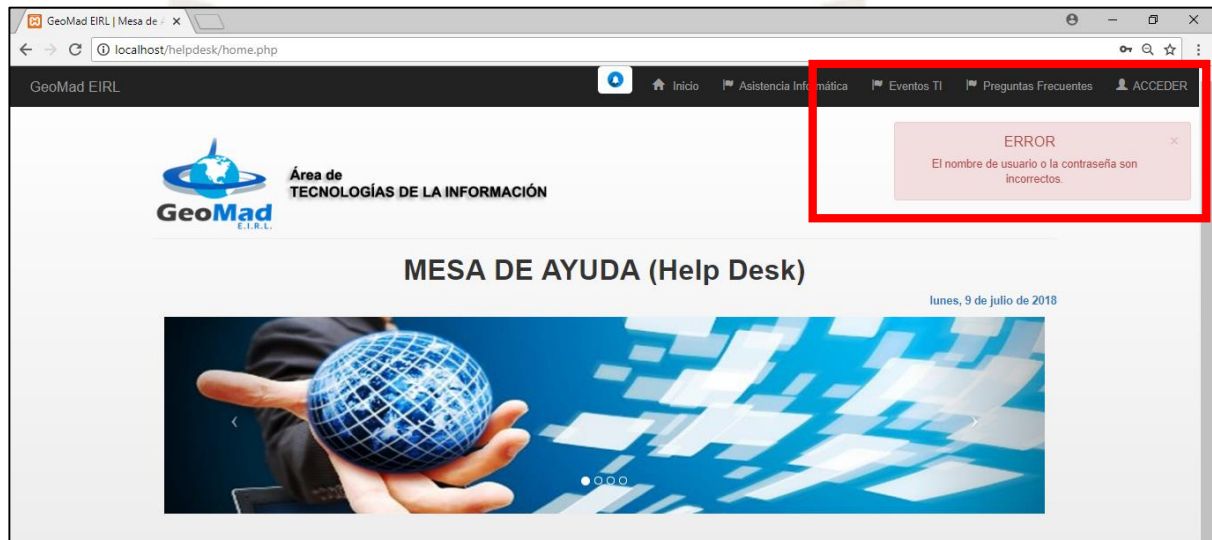 GeoMad EIRL | Mesa de A
localhost/helpdesk/home.php
GeoMad EIRL
Inicio
Asistencia Informática
Eventos TI
Preguntas Frecuentes
ACCEDER
ERROR
×
El nombre de usuario o la contraseña son
incorrectos.
Área de
TECNOLOGÍAS DE LA INFORMACIÓN
GeoMad
E.I.R.L.
MESA DE AYUDA (Help Desk)
lunes, 9 de julio de 2018